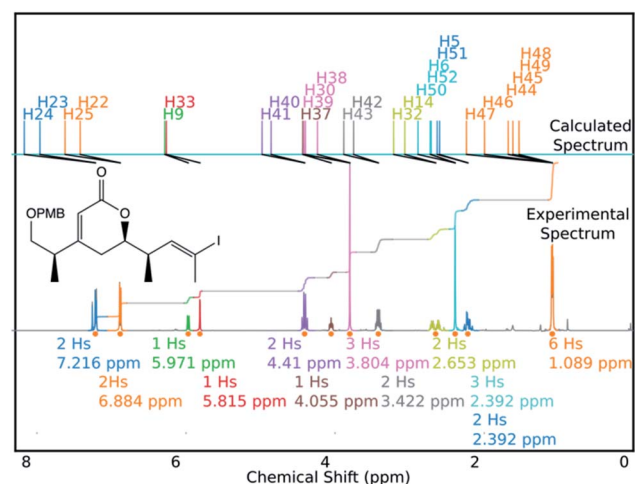 H5
H51
H48
H49
H6
H38
H30
H52
H45
H23
H22
H33
H40
H39
H42
H14
H50
H46
H44
H24
H25
H9
H41
H37
H43
H32
H47
Calculated
Spectrum
O
OPMB
O
I
Experimental
Spectrum
2 Hs
7.216 ppm
1 Hs
5.971 ppm
2 Hs
4.41 ppm
3 Hs
3.804 ppm
2 Hs
2.653 ppm
6 Hs
1.089 ppm
2Hs
6.884 ppm
1 Hs
5.815 ppm
1 Hs
4.055 ppm
2 Hs
3.422 ppm
3 Hs
2.392 ppm
2 Hs
2.392 ppm
8 6 4 2 0
Chemical Shift (ppm)